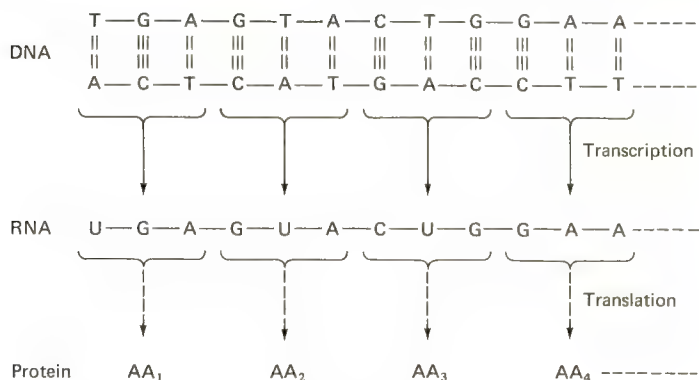 T—G—A—G—T—A—C—T—G—G—A—A
DNA
A—C—T—C—A—T—G—A—C—C—T—T
Transcription
RNA U—G—A—G—U—A—C—U—G—G—A—A
Translation
Protein AA₁ AA₂ AA₃ AA₄